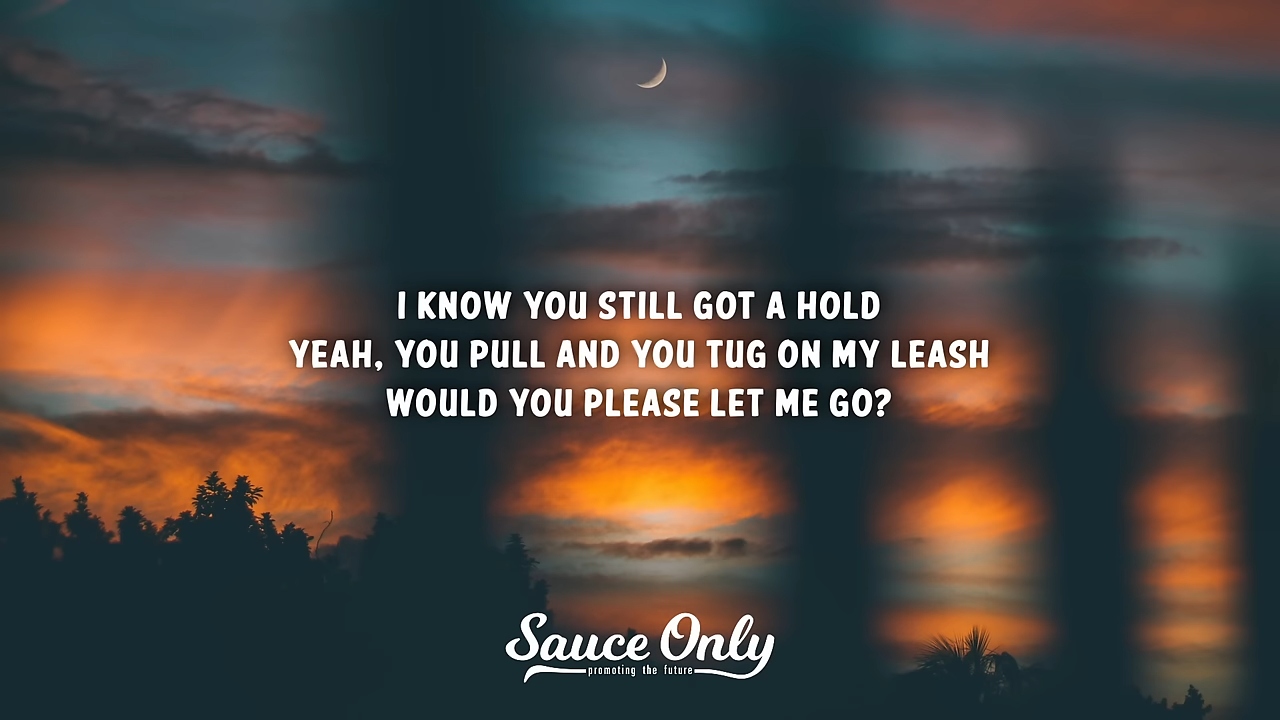 I KNOW YOU STILL GOT A HOLD
YEAH, YOU PULL AND YOU TUG ON MY LEASH
WOULD YOU PLEASE LET ME GO?
Sauce Only
promoting the future